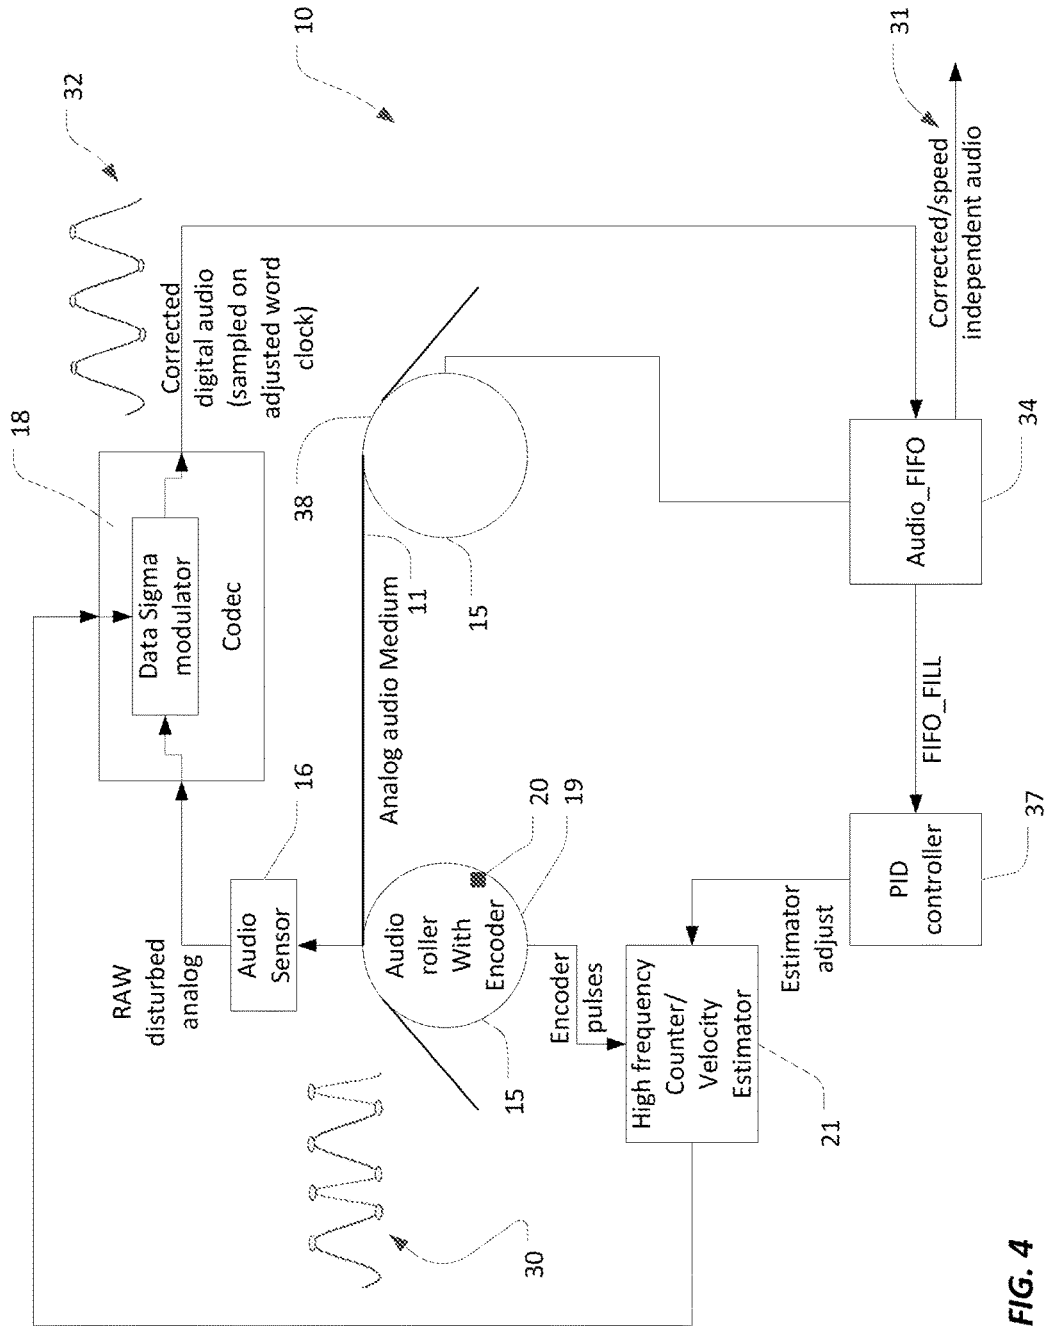 32
10
31
18
Data Sigma
modulator
Codec
Corrected
digital audio
(sampled on
adjusted word
clock)
RAW
disturbed
analog
16
Audio
Sensor
38
Analog audio Medium
11
15
Audio
roller
With
Encoder
20
19
15
30
Encoder
pulses
High frequency
Counter/
Velocity
Estimator
21
Estimator
adjust
PID
controller
37
FIFO_FILL
Audio_FIFO
34
Corrected/speed
independent audio
FIG. 4